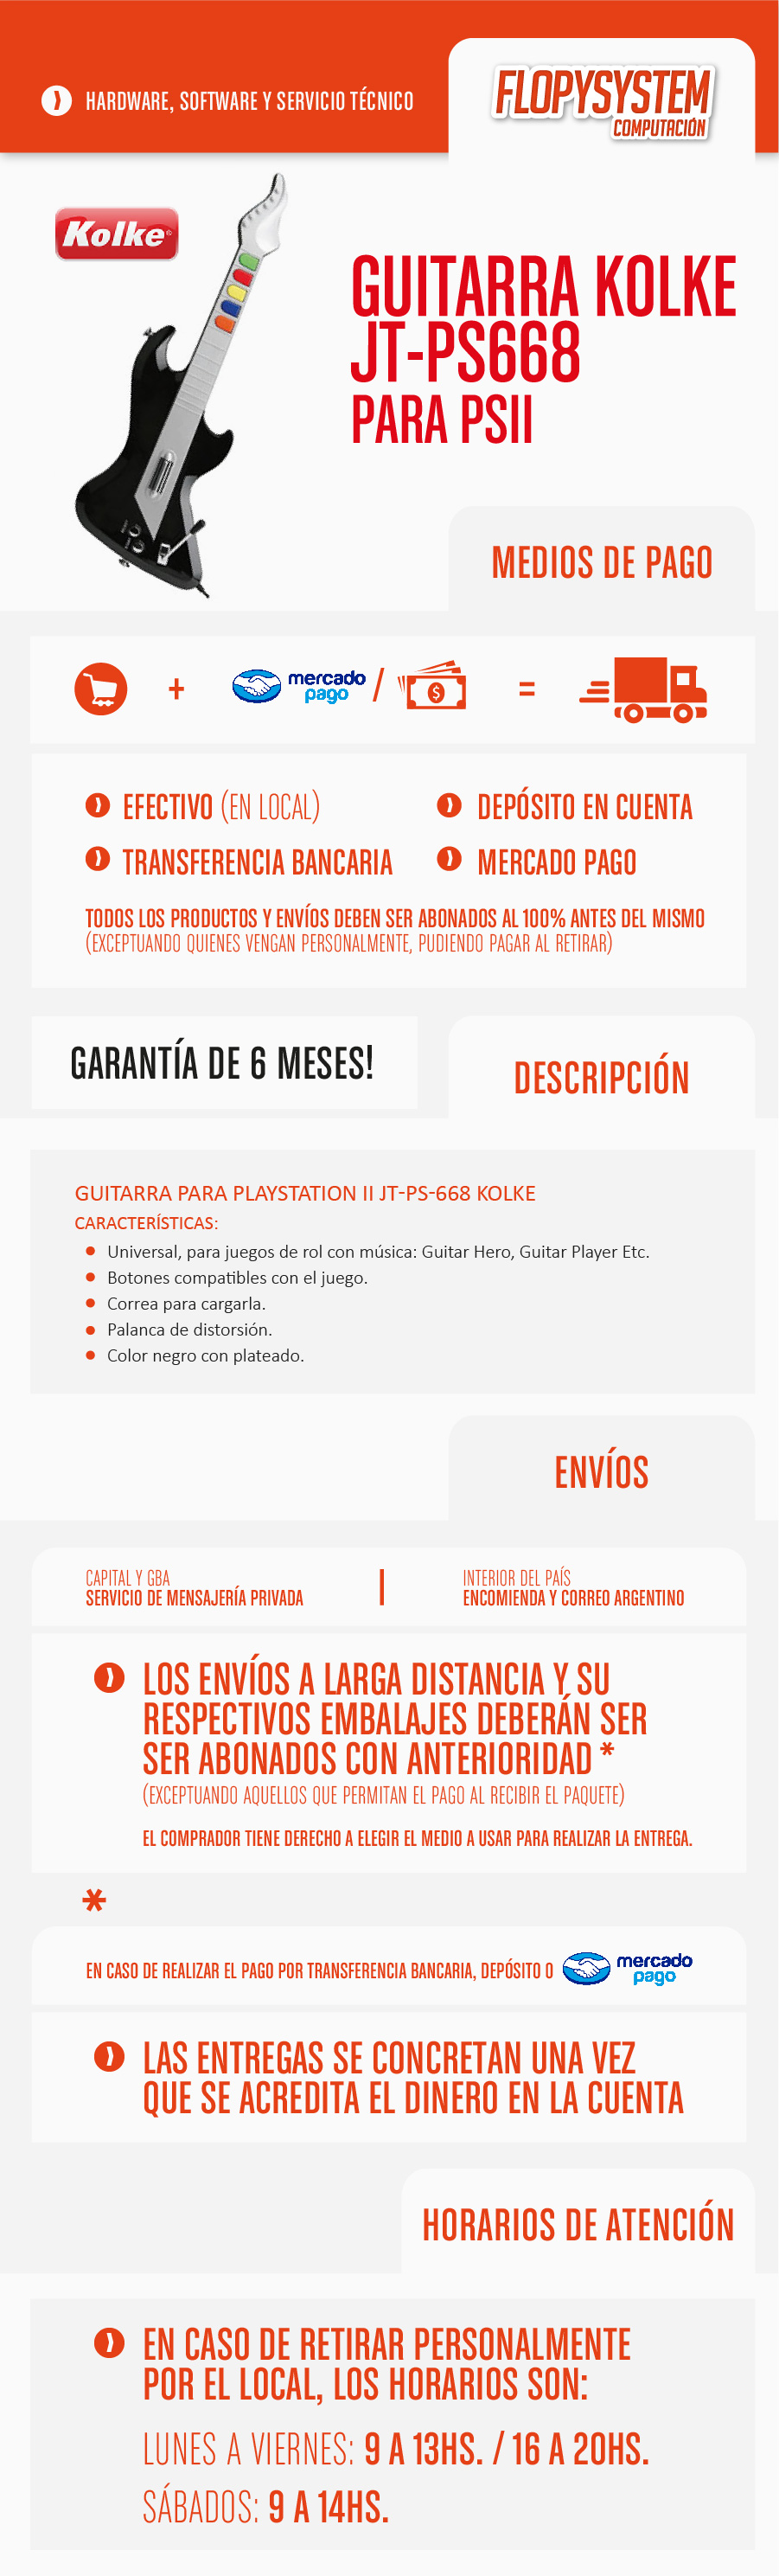 HARDWARE, SOFTWARE Y SERVICIO TÉCNICO
FLOPYSYSTEM
COMPUTACIÓN
Kolke
GUITARRA KOLKE
JT-PS668
PARA PSII
MEDIOS DE PAGO
+ mercado pago / $ =
EFECTIVO (EN LOCAL)
DEPÓSITO EN CUENTA
TRANSFERENCIA BANCARIA
MERCADO PAGO
TODOS LOS PRODUCTOS Y ENVÍOS DEBEN SER ABONADOS AL 100% ANTES DEL MISMO
(EXCEPTUANDO QUIENES VENGAN PERSONALMENTE, PUDIENDO PAGAR AL RETIRAR)
GARANTÍA DE 6 MESES!
DESCRIPCIÓN
GUITARRA PARA PLAYSTATION II JT-PS-668 KOLKE
CARACTERÍSTICAS:
Universal, para juegos de rol con música: Guitar Hero, Guitar Player Etc.
Botones compatibles con el juego.
Correa para cargarla.
Palanca de distorsión.
Color negro con plateado.
ENVÍOS
CAPITAL Y GBA
SERVICIO DE MENSAJERÍA PRIVADA
INTERIOR DEL PAÍS
ENCOMIENDA Y CORREO ARGENTINO
LOS ENVÍOS A LARGA DISTANCIA Y SU
RESPECTIVOS EMBALAJES DEBERÁN SER
SER ABONADOS CON ANTERIORIDAD *
(EXCEPTUANDO AQUELLOS QUE PERMITAN EL PAGO AL RECIBIR EL PAQUETE)
EL COMPRADOR TIENE DERECHO A ELEGIR EL MEDIO A USAR PARA REALIZAR LA ENTREGA.
*
EN CASO DE REALIZAR EL PAGO POR TRANSFERENCIA BANCARIA, DEPÓSITO O mercado pago
LAS ENTREGAS SE CONCRETAN UNA VEZ
QUE SE ACREDITA EL DINERO EN LA CUENTA
HORARIOS DE ATENCIÓN
EN CASO DE RETIRAR PERSONALMENTE
POR EL LOCAL, LOS HORARIOS SON:
LUNES A VIERNES: 9 A 13HS. / 16 A 20HS.
SÁBADOS: 9 A 14HS.